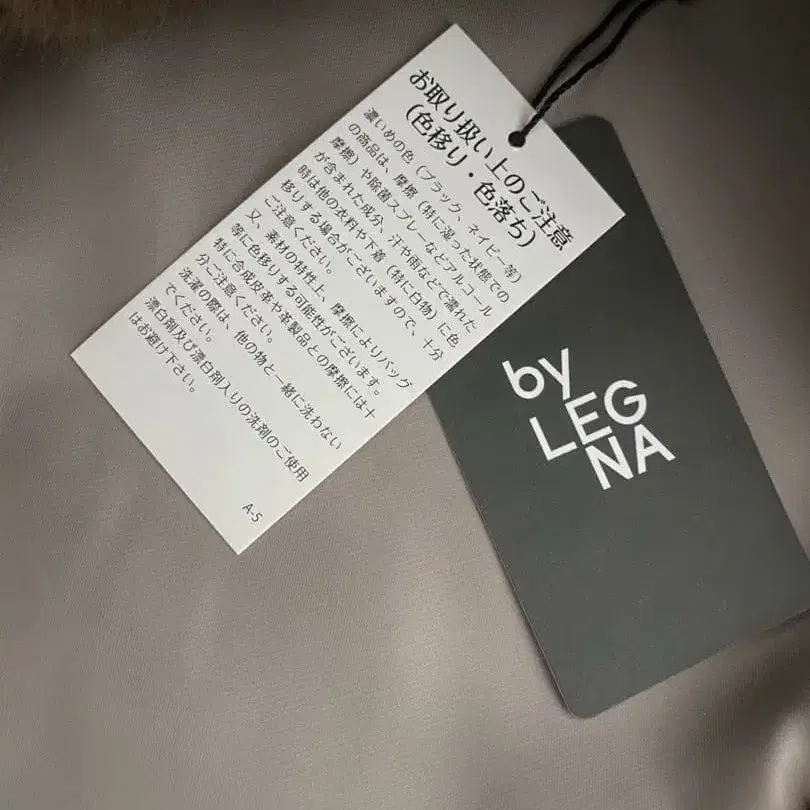 お取り扱い上のご注意
(色移り・色落ち)
濃いめの色(ブラック、ネイビー等)
の商品は、摩擦(特に湿った状態での
摩擦)や除菌スプレーなどアルコール
が含まれた成分、汗や雨などで濡れた
時は他の衣料や下着(特に白物)に色
移りする場合がございますので、十分
ご注意ください。
又、素材の特性上、摩擦によりバッグ
等に色移りする可能性がございます。
特に合成皮革や革製品との摩擦には十
分ご注意ください。
洗濯の際は、他の物と一緒に洗わない
でください。
漂白剤及び漂白剤入りの洗剤のご使用
はお避け下さい。
A-5
by
LEG
NA